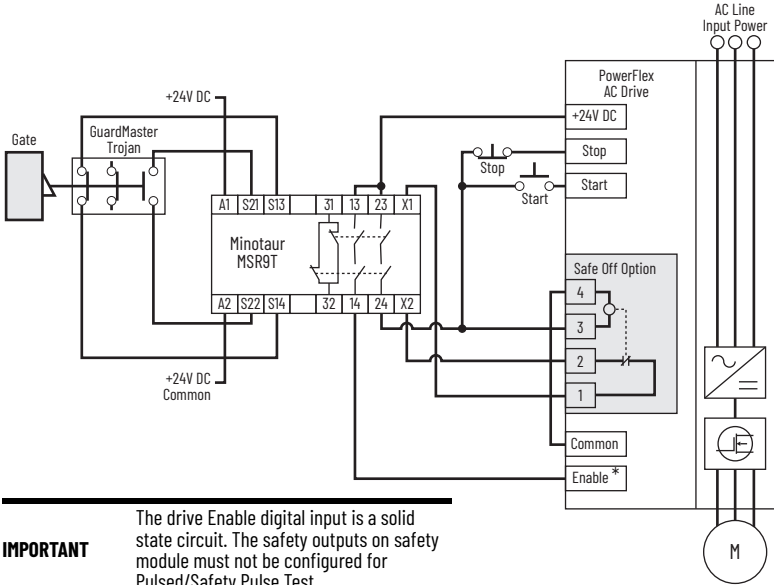 AC Line
Input Power
PowerFlex
AC Drive
+24V DC
+24V DC
Gate
GuardMaster
Trojan
Stop
Stop
Start
Start
A1 S21 S13 31 13 23 X1
Minotaur
MSR9T
Safe Off Option
A2 S22 S14 32 14 24 X2
4
3
2
1
+24V DC
Common
Common
Enable *
M
IMPORTANT
The drive Enable digital input is a solid
state circuit. The safety outputs on safety
module must not be configured for
Pulsed/Safety Pulse Test